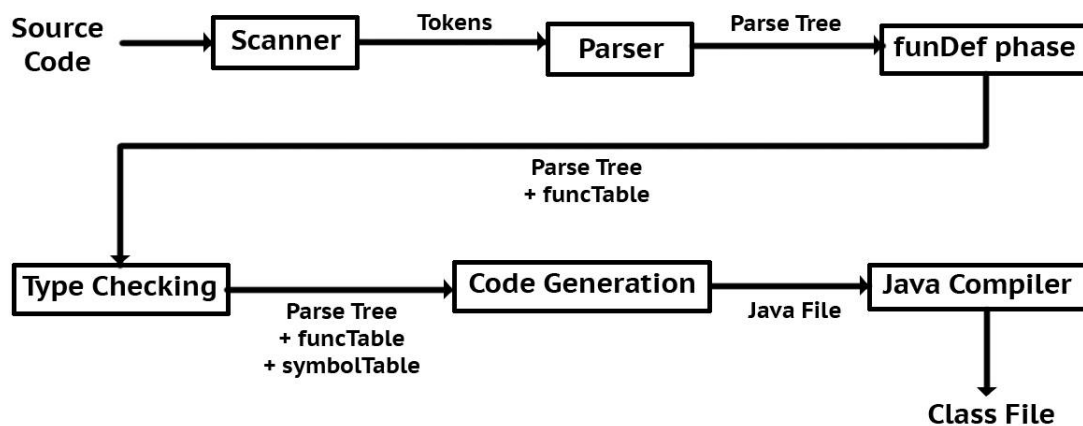 Source
Code
Scanner
Tokens
Parser
Parse Tree
funDef phase
Parse Tree
+ funcTable
Type Checking
Parse Tree
+ funcTable
+ symbolTable
Code Generation
Java File
Java Compiler
Class File